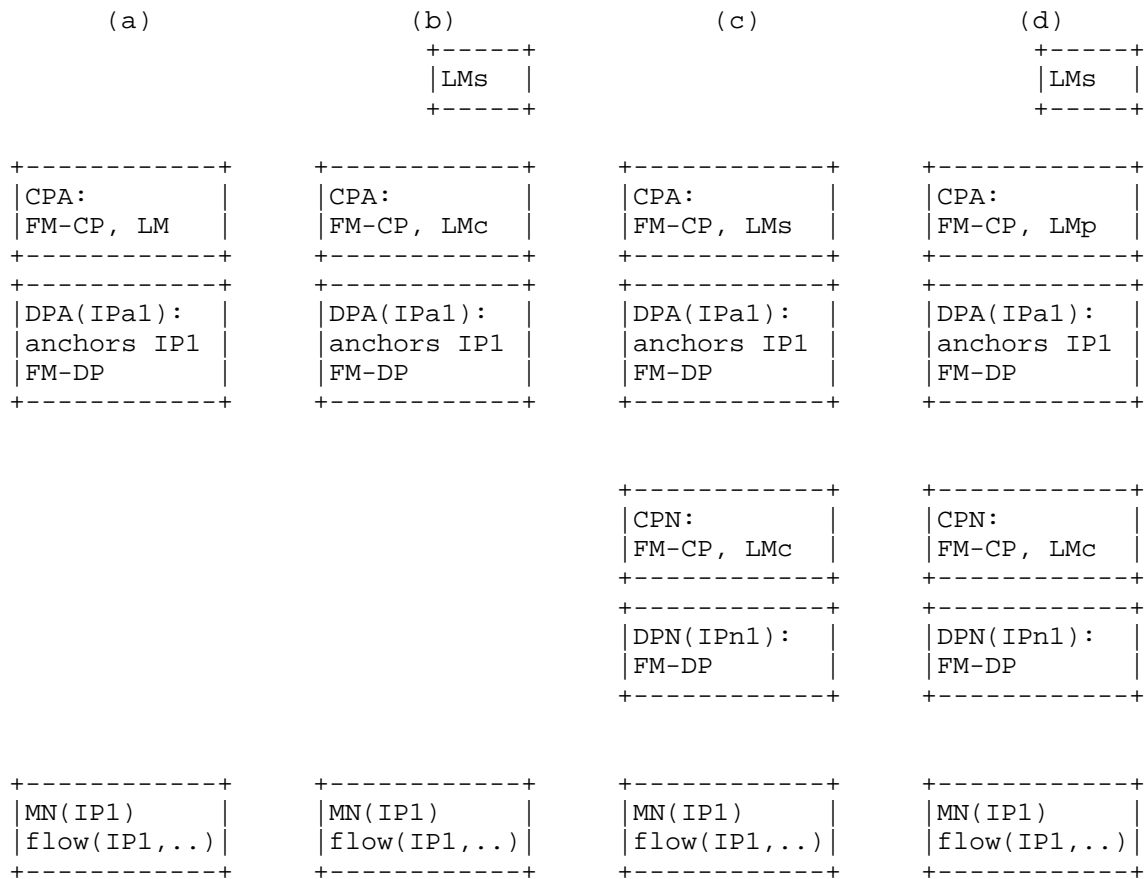 (a) (b) (c) (d)
+-----+ +-----+
|LMs | |LMs |
+-----+ +-----+
+------------+ +------------+ +------------+ +------------+
|CPA: | |CPA: | |CPA: | |CPA: |
|FM-CP, LM | |FM-CP, LMc | |FM-CP, LMs | |FM-CP, LMp |
+------------+ +------------+ +------------+ +------------+
+------------+ +------------+ +------------+ +------------+
|DPA(IPa1): | |DPA(IPa1): | |DPA(IPa1): | |DPA(IPa1): |
|anchors IP1 | |anchors IP1 | |anchors IP1 | |anchors IP1 |
|FM-DP | |FM-DP | |FM-DP | |FM-DP |
+------------+ +------------+ +------------+ +------------+
+------------+ +------------+
|CPN: | |CPN: |
|FM-CP, LMc | |FM-CP, LMc |
+------------+ +------------+
+------------+ +------------+
|DPN(IPn1): | |DPN(IPn1): |
|FM-DP | |FM-DP |
+------------+ +------------+
+------------+ +------------+ +------------+ +------------+
|MN(IP1) | |MN(IP1) | |MN(IP1) | |MN(IP1) |
|flow(IP1,..)| |flow(IP1,..)| |flow(IP1,..)| |flow(IP1,..)|
+------------+ +------------+ +------------+ +------------+